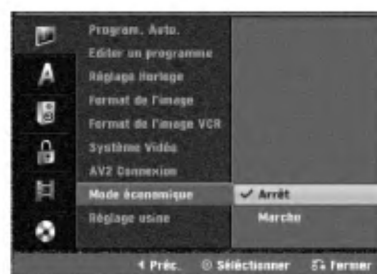 Program. Auto.
Editer un programme
Réglage Horloge
Format de l'image
Format de l'image VCR
Système Vidéo
AV2 Connexion
Mode économique
✓ Arrêt
Réglage usine
Marche
Préc. Séléctionner Fermer